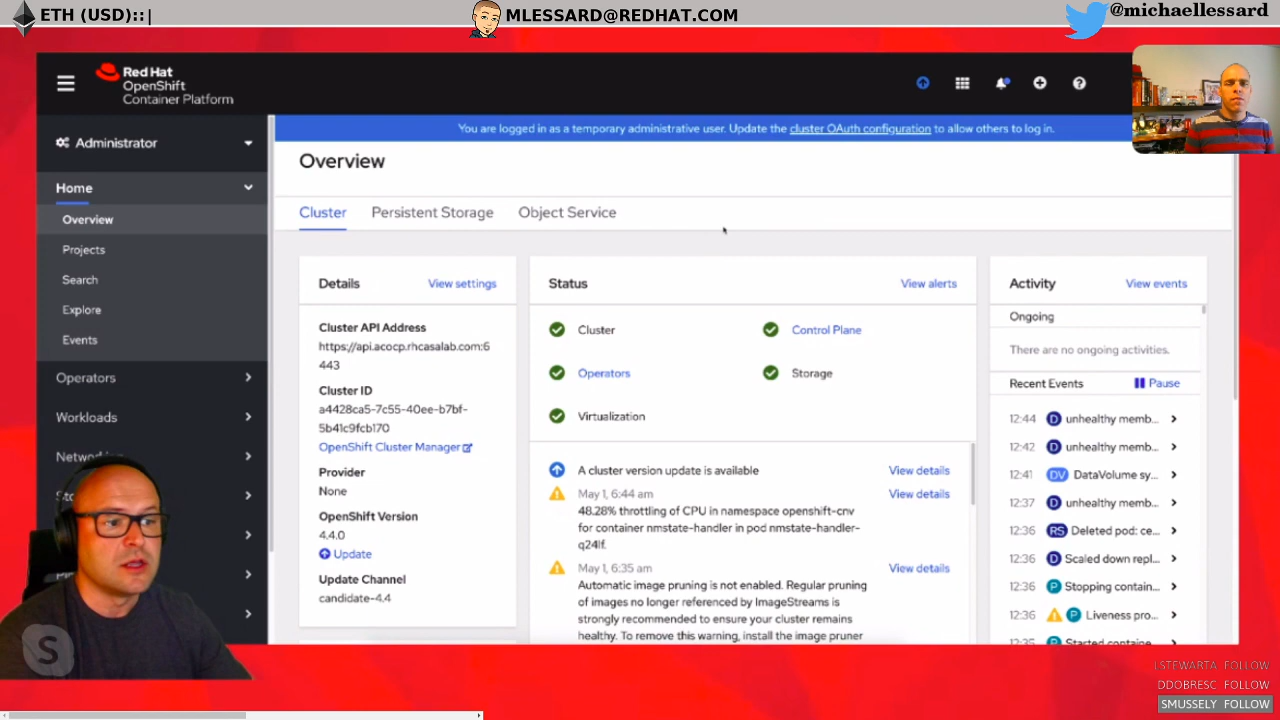 ETH (USD)::|
MLESSARD@REDHAT.COM
@michaellessard
Red Hat
OpenShift
Container Platform
Administrator
You are logged in as a temporary administrative user. Update the cluster OAuth configuration to allow others to log in.
Home
Overview
Projects
Search
Explore
Events
Operators
Workloads
Overview
Cluster Persistent Storage Object Service
Details View settings
Cluster API Address
https://api.acocp.rhcasalab.com:6
443
Cluster ID
a4428ca5-7c55-40ee-b7bf-
5b41c9fcb170
OpenShift Cluster Manager
Provider
None
OpenShift Version
4.4.0
Update
Update Channel
candidate-4.4
Status View alerts
Cluster Control Plane
Operators Storage
Virtualization
A cluster version update is available View details
May 1, 6:44 am View details
48.28% throttling of CPU in namespace openshift-cnv
for container nmstate-handler in pod nmstate-handler-
q24lf.
May 1, 6:35 am View details
Automatic image pruning is not enabled. Regular pruning
of images no longer referenced by ImageStreams is
strongly recommended to ensure your cluster remains
healthy. To remove this warning, install the image pruner
Activity View events
Ongoing
There are no ongoing activities.
Recent Events Pause
12:44 D unhealthy memb...
12:42 D unhealthy memb...
12:41 DV DataVolume sy...
12:37 D unhealthy memb...
12:36 RS Deleted pod: ce...
12:36 D Scaled down repl...
12:36 P Stopping contain...
12:36 P Liveness pro...
12:35 P Started containe...
S
LSTEWARTA FOLLOW
DDOBRESC FOLLOW
SMUSSELY FOLLOW